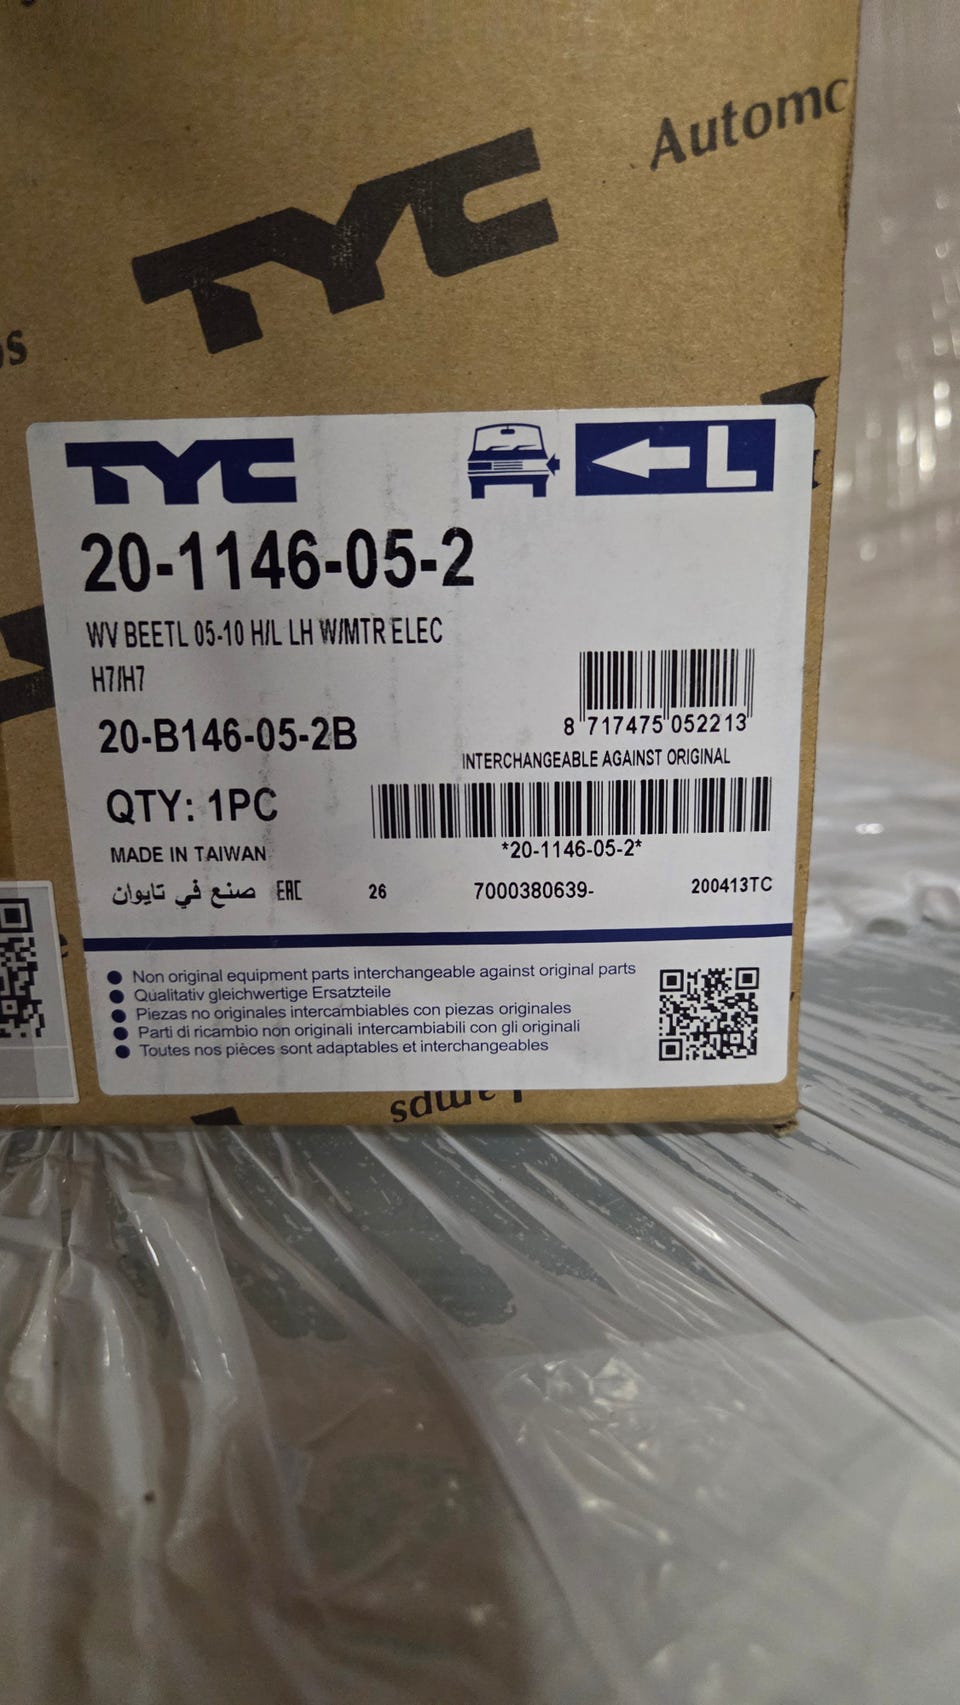 Automo
TYC
os
TYC
L
20-1146-05-2
WV BEETL 05-10 H/L LH W/MTR ELEC
H7/H7
8 717475 052213
20-B146-05-2B
INTERCHANGEABLE AGAINST ORIGINAL
QTY: 1PC
*20-1146-05-2*
MADE IN TAIWAN
صنع في تايوان EAC 26 7000380639- 200413TC
Non original equipment parts interchangeable against original parts
Qualitativ gleichwertige Ersatzteile
Piezas no originales intercambiables con piezas originales
Parti di ricambio non originali intercambiabili con gli originali
Toutes nos pièces sont adaptables et interchangeables